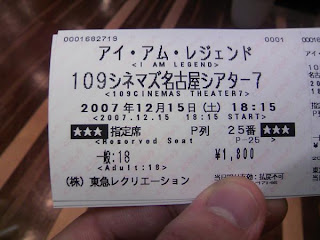 0001682719 0001
アイ・アム・レジェンド
<I AM LEGEND>
109シネマズ名古屋シアター7
<109CINEMAS THEATER7>
2007年12月15日(土) 18:15
<2007.12.15 18:15 START>
★★★ 指定席 P列 25番 ★★★
<Reserved Seat P-25>
一般:18 ¥1,800
<Adult:18>
(株)東急レクリエーション